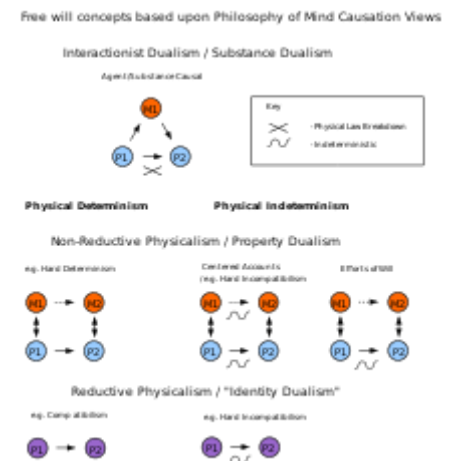 Free will concepts based upon Philosophy of Mind Causation Views
Interactionist Dualism / Substance Dualism
Agent/Substance Causal
M1
P1
P2
Key
- Physical Law Breakdown
- Indeterministic
Physical Determinism
Physical Indeterminism
Non-Reductive Physicalism / Property Dualism
eg. Hard Determinism
Centered Accounts
/eg. Hard Incompatibilism
Efforts of Will
M1
M2
M1
M2
M1
M2
P1
P2
P1
P2
P1
P2
Reductive Physicalism / "Identity Dualism"
eg. Compatibilism
eg. Hard Incompatibilism
P1
P2
P1
P2